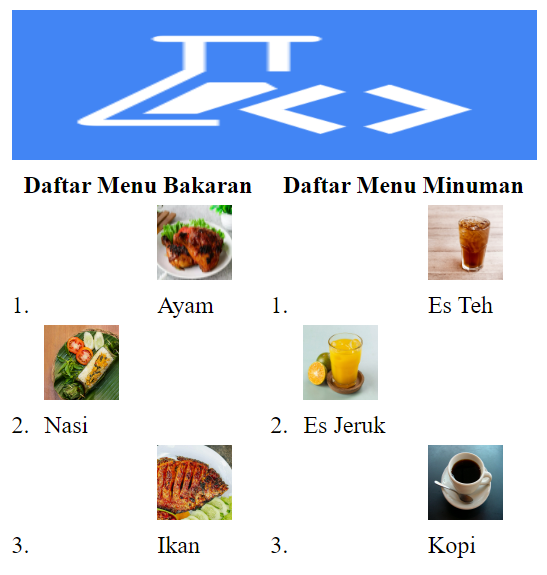 Daftar Menu Bakaran Daftar Menu Minuman
1. Ayam 1. Es Teh
2. Nasi 2. Es Jeruk
3. Ikan 3. Kopi